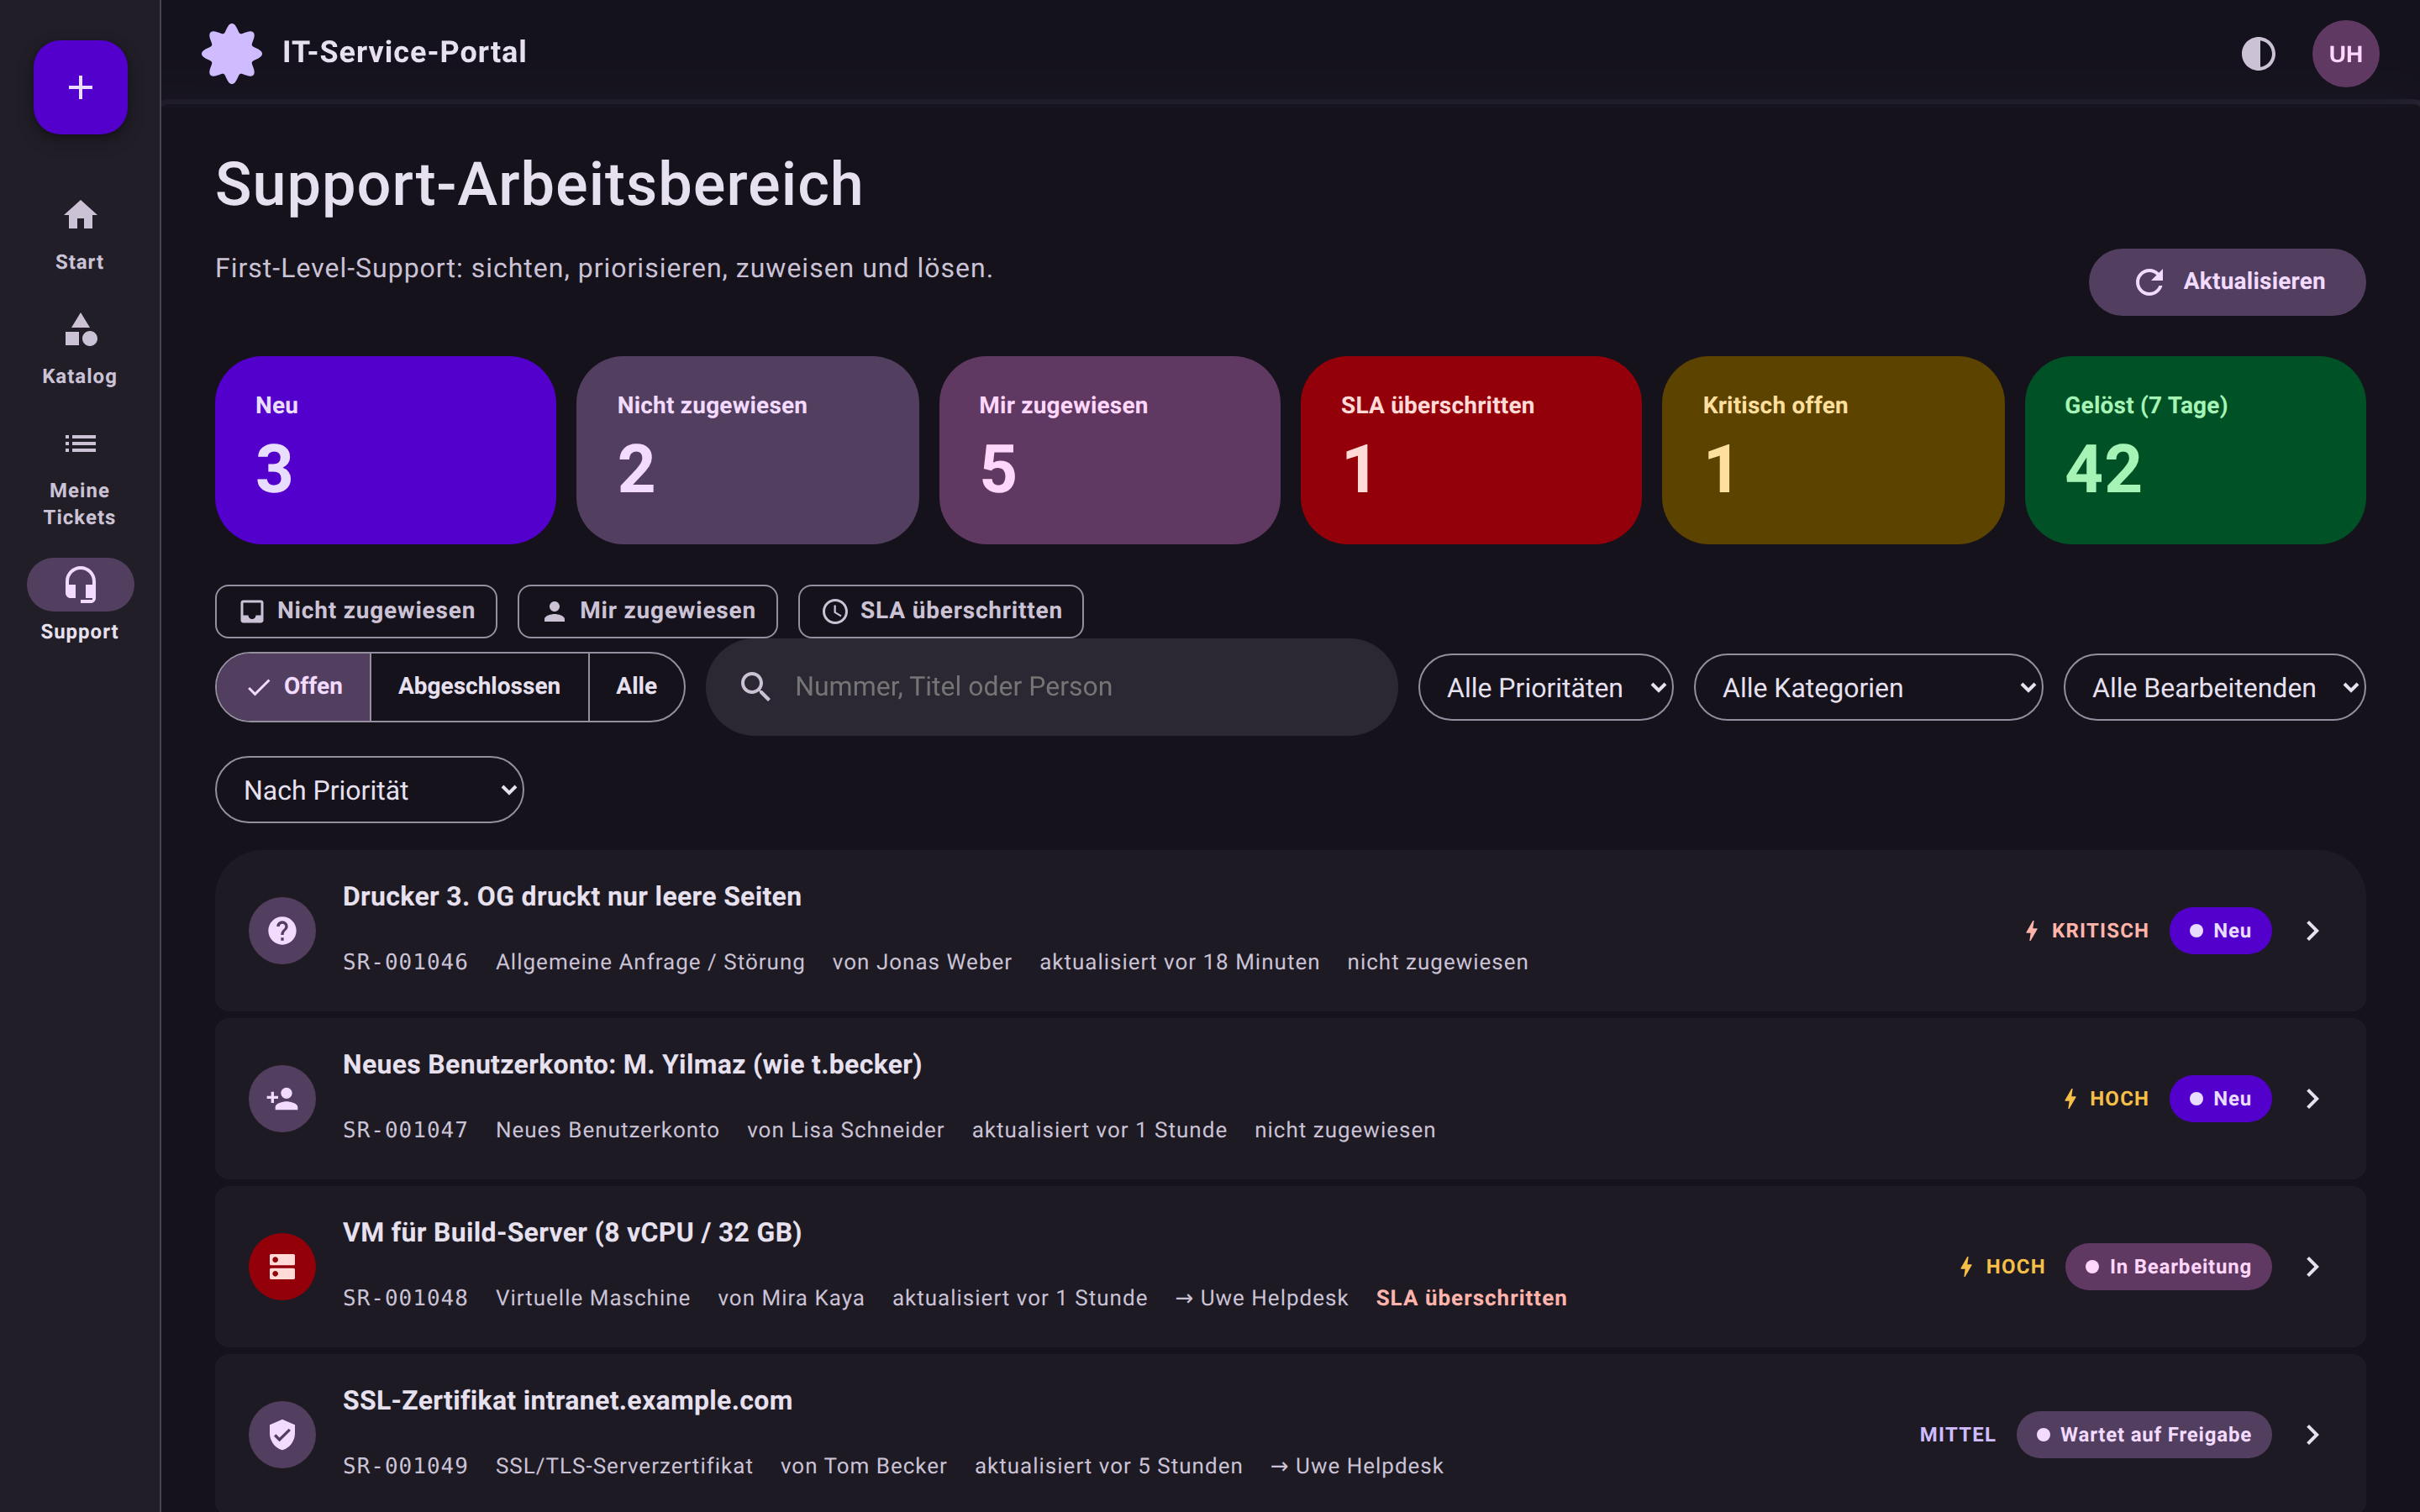 IT-Service-Portal
UH
Start
Katalog
Meine
Tickets
Support
Support-Arbeitsbereich
First-Level-Support: sichten, priorisieren, zuweisen und lösen.
Aktualisieren
Neu
3
Nicht zugewiesen
2
Mir zugewiesen
5
SLA überschritten
1
Kritisch offen
1
Gelöst (7 Tage)
42
Nicht zugewiesen
Mir zugewiesen
SLA überschritten
Offen
Abgeschlossen
Alle
Nummer, Titel oder Person
Alle Prioritäten
Alle Kategorien
Alle Bearbeitenden
Nach Priorität
Drucker 3. OG druckt nur leere Seiten
SR-001046 Allgemeine Anfrage / Störung von Jonas Weber aktualisiert vor 18 Minuten nicht zugewiesen
KRITISCH
Neu
Neues Benutzerkonto: M. Yilmaz (wie t.becker)
SR-001047 Neues Benutzerkonto von Lisa Schneider aktualisiert vor 1 Stunde nicht zugewiesen
HOCH
Neu
VM für Build-Server (8 vCPU / 32 GB)
SR-001048 Virtuelle Maschine von Mira Kaya aktualisiert vor 1 Stunde → Uwe Helpdesk SLA überschritten
HOCH
In Bearbeitung
SSL-Zertifikat intranet.example.com
SR-001049 SSL/TLS-Serverzertifikat von Tom Becker aktualisiert vor 5 Stunden → Uwe Helpdesk
MITTEL
Wartet auf Freigabe